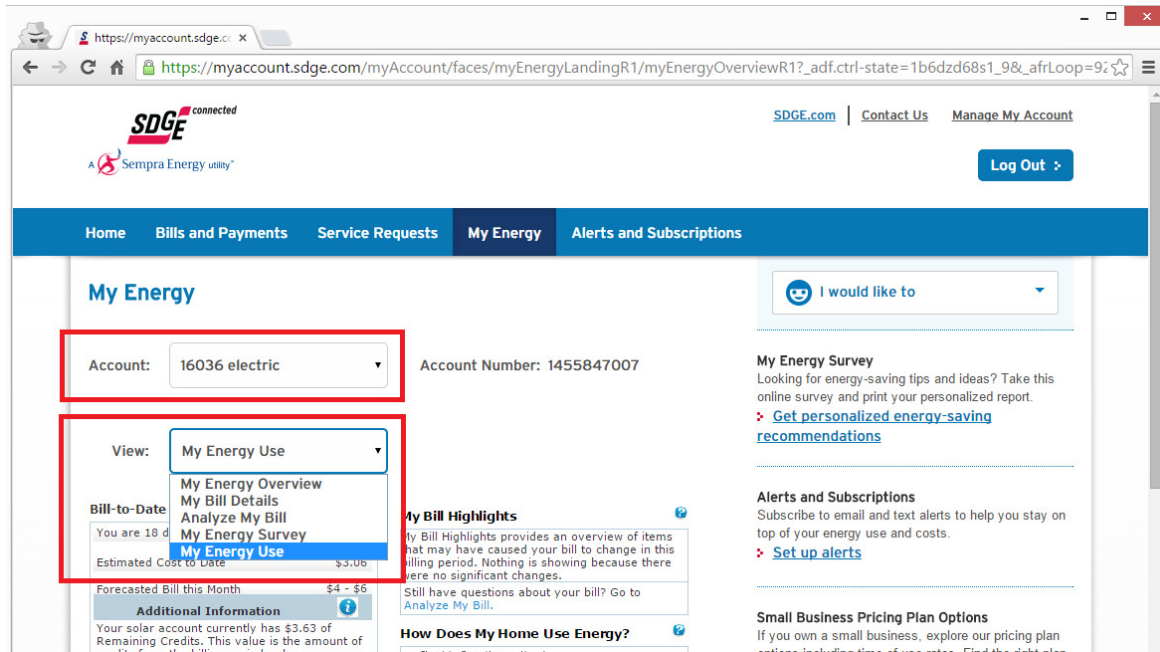 https://myaccount.sdge.cc
https://myaccount.sdge.com/myAccount/faces/myEnergyLandingR1/myEnergyOverviewR1?_adf.ctrl-state=1b6dzd68s1_9&_afrLoop=92
SDGE connected
A Sempra Energy utility
SDGE.com Contact Us Manage My Account
Log Out
Home Bills and Payments Service Requests My Energy Alerts and Subscriptions
My Energy
Account: 16036 electric
Account Number: 1455847007
View: My Energy Use
My Energy Overview
My Bill Details
Analyze My Bill
My Energy Survey
My Energy Use
Bill-to-Date
You are 18 d
Estimated Cost to Date $3.06
Forecasted Bill this Month $4 - $6
Additional Information
Your solar account currently has $3.63 of
Remaining Credits. This value is the amount of
My Bill Highlights
My Bill Highlights provides an overview of items
that may have caused your bill to change in this
billing period. Nothing is showing because there
were no significant changes.
Still have questions about your bill? Go to
Analyze My Bill.
How Does My Home Use Energy?
I would like to
My Energy Survey
Looking for energy-saving tips and ideas? Take this
online survey and print your personalized report.
Get personalized energy-saving
recommendations
Alerts and Subscriptions
Subscribe to email and text alerts to help you stay on
top of your energy use and costs.
Set up alerts
Small Business Pricing Plan Options
If you own a small business, explore our pricing plan